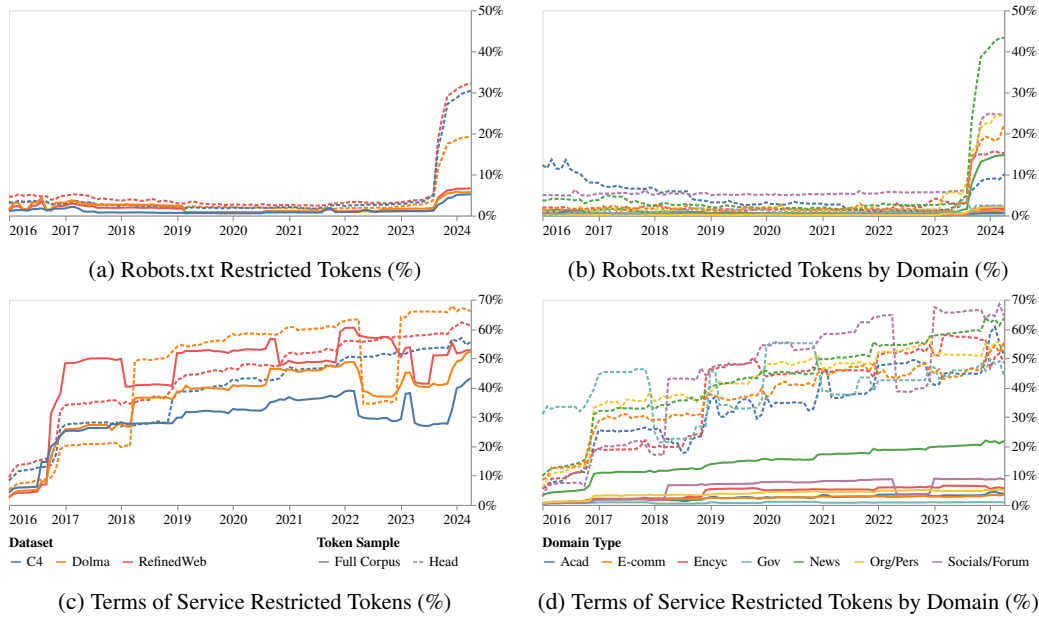 50%
40%
30%
20%
10%
0%
2016 2017 2018 2019 2020 2021 2022 2023 2024
(a) Robots.txt Restricted Tokens (%)
50%
40%
30%
20%
10%
0%
2016 2017 2018 2019 2020 2021 2022 2023 2024
(b) Robots.txt Restricted Tokens by Domain (%)
70%
60%
50%
40%
30%
20%
10%
0%
2016 2017 2018 2019 2020 2021 2022 2023 2024
Dataset Token Sample
C4 Dolma RefinedWeb Full Corpus Head
(c) Terms of Service Restricted Tokens (%)
70%
60%
50%
40%
30%
20%
10%
0%
2016 2017 2018 2019 2020 2021 2022 2023 2024
Domain Type
Acad E-comm Encyc Gov News Org/Pers Socials/Forum
(d) Terms of Service Restricted Tokens by Domain (%)